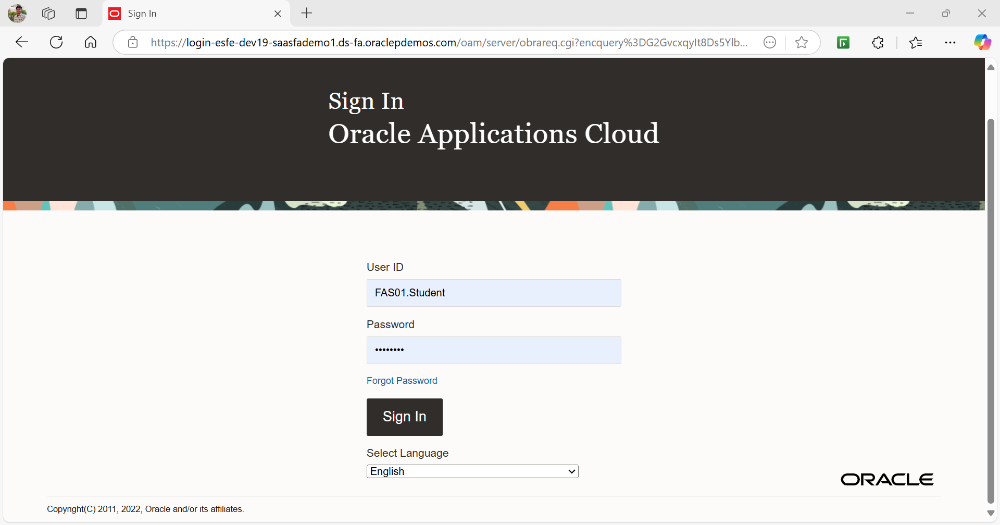 Sign In
https://login-esfe-dev19-saasfademo1.ds-fa.oraclepdemos.com/oam/server/obrareq.cgi?encquery%3DG2GvcxqyIt8Ds5Ylb...
Sign In
Oracle Applications Cloud
User ID
FAS01.Student
Password
••••••••
Forgot Password
Sign In
Select Language
English
ORACLE
Copyright(C) 2011, 2022, Oracle and/or its affiliates.